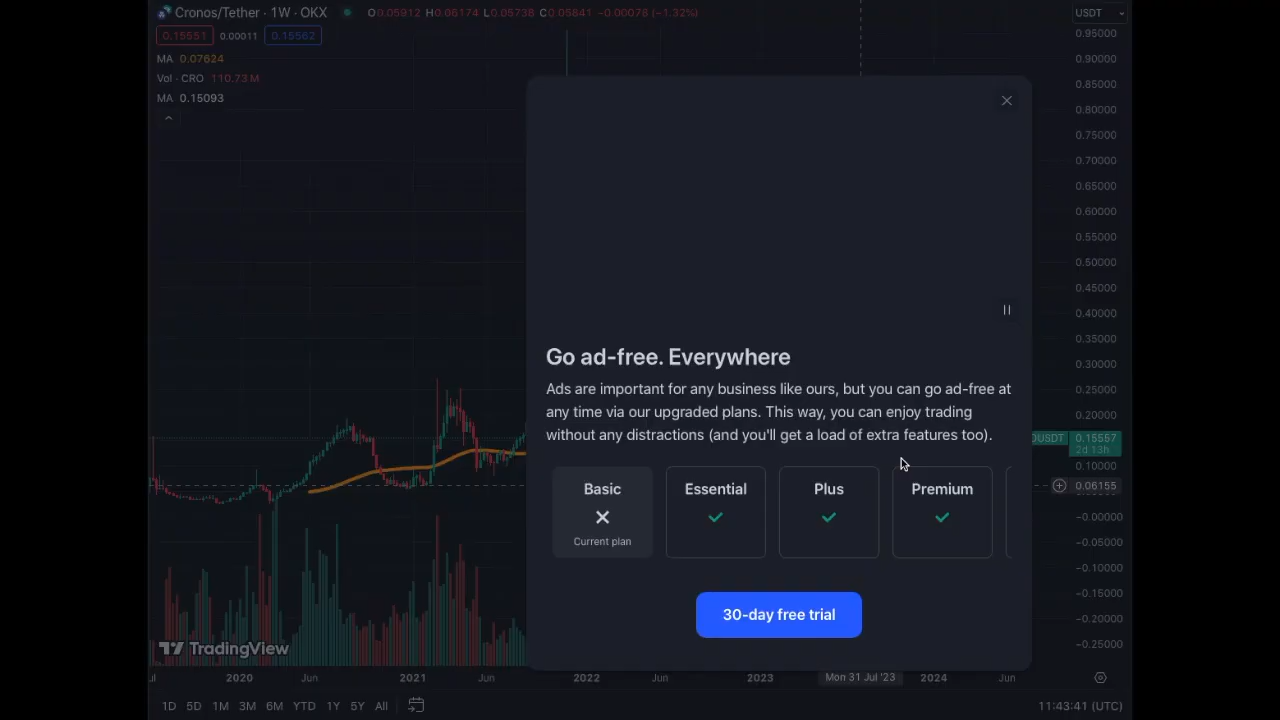 Cronos/Tether · 1W · OKX O0.05912 H0.06174 L0.05738 C0.05841 −0.00078 (−1.32%)
USDT
0.15551 0.00011 0.15562
MA 0.07624
Vol · CRO 110.73 M
MA 0.15093
0.95000
0.90000
0.85000
0.80000
0.75000
0.70000
0.65000
0.60000
0.55000
0.50000
0.45000
0.40000
0.35000
0.30000
0.25000
0.20000
0.15557
2d 13h
0.10000
0.06155
−0.00000
−0.05000
−0.10000
−0.15000
−0.20000
−0.25000
Go ad-free. Everywhere
Ads are important for any business like ours, but you can go ad-free at
any time via our upgraded plans. This way, you can enjoy trading
without any distractions (and you'll get a load of extra features too).
Basic
Current plan
Essential
Plus
Premium
30-day free trial
TradingView
2020 Jun 2021 Jun 2022 Jun 2023 Mon 31 Jul '23 2024 Jun
1D 5D 1M 3M 6M YTD 1Y 5Y All
11:43:41 (UTC)